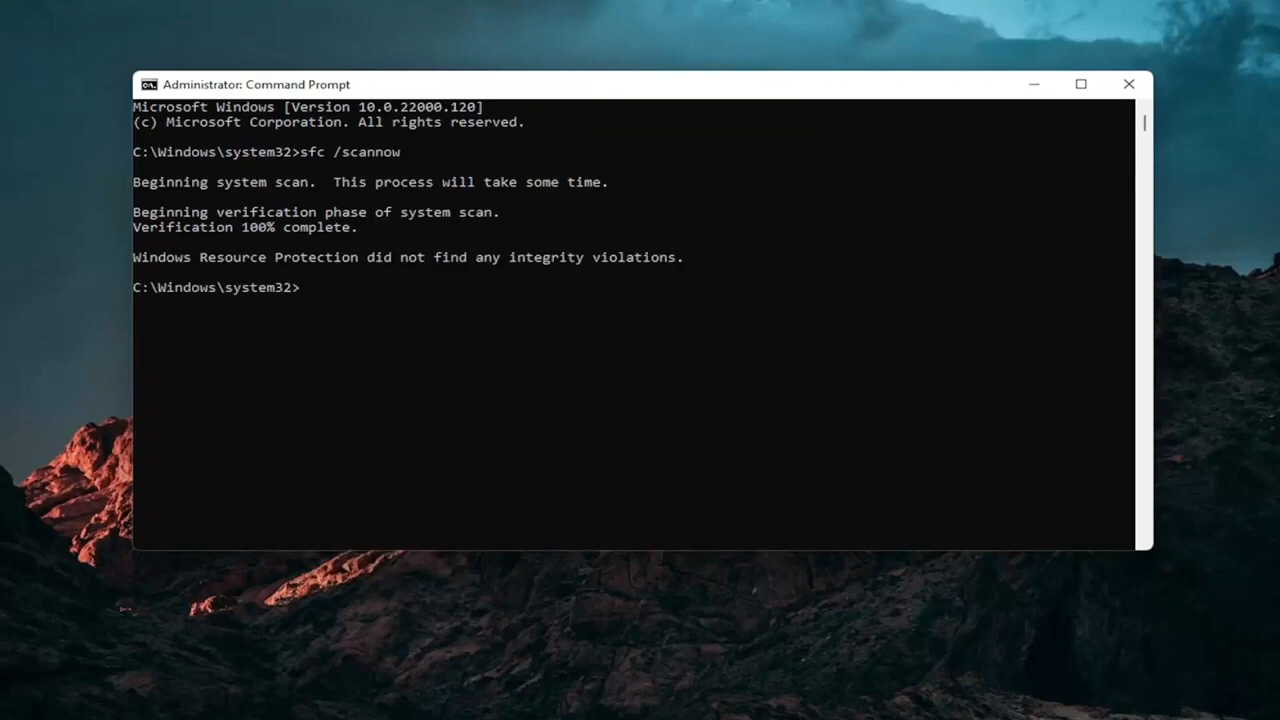 Administrator: Command Prompt
Microsoft Windows [Version 10.0.22000.120]
(c) Microsoft Corporation. All rights reserved.
C:\Windows\system32>sfc /scannow
Beginning system scan.  This process will take some time.
Beginning verification phase of system scan.
Verification 100% complete.
Windows Resource Protection did not find any integrity violations.
C:\Windows\system32>